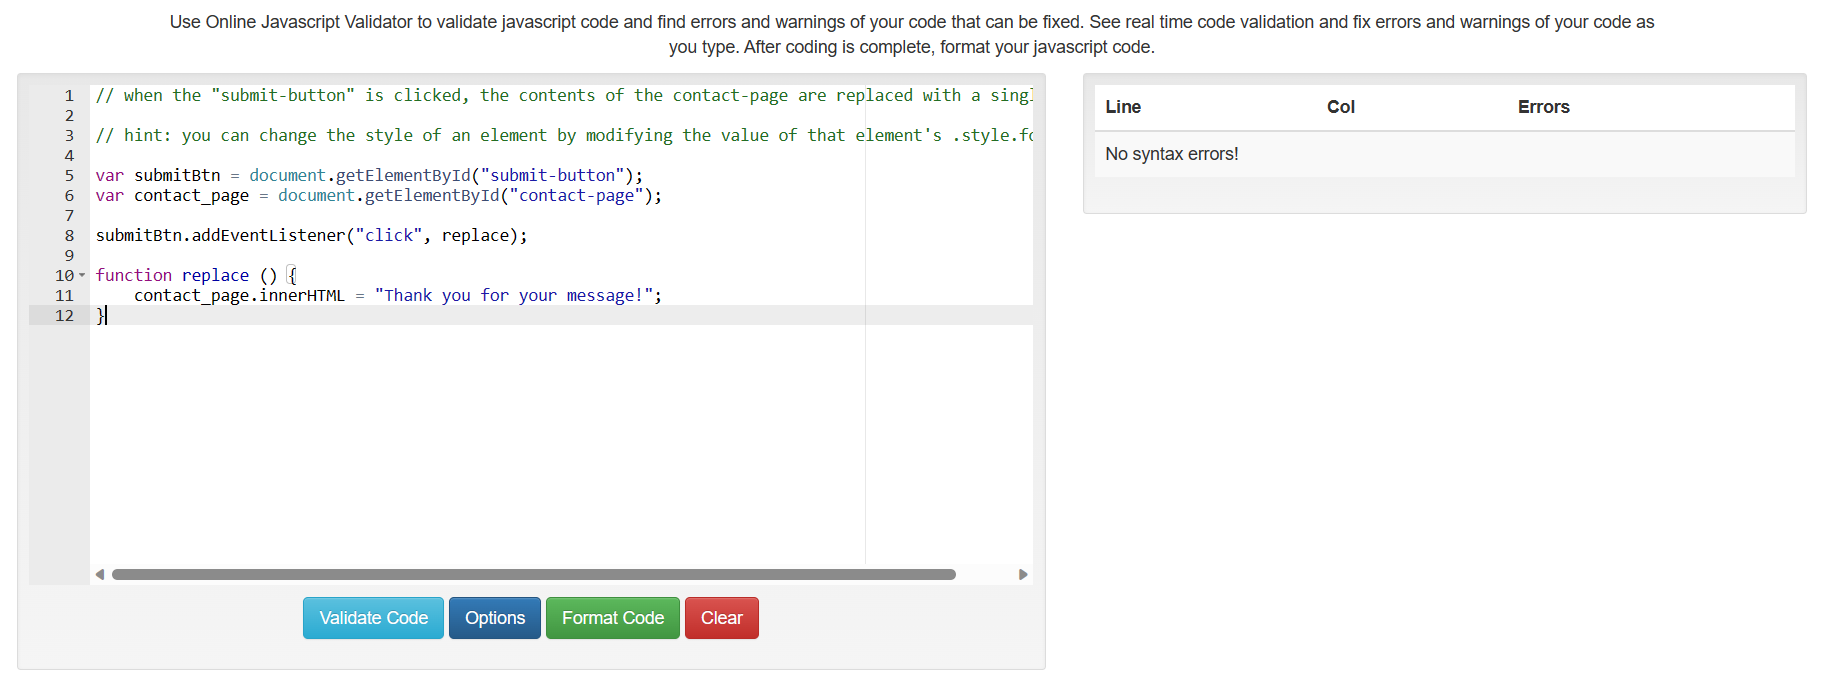 Use Online Javascript Validator to validate javascript code and find errors and warnings of your code that can be fixed. See real time code validation and fix errors and warnings of your code as
you type. After coding is complete, format your javascript code.
1 // when the "submit-button" is clicked, the contents of the contact-page are replaced with a singl
2
3 // hint: you can change the style of an element by modifying the value of that element's .style.fo
4
5 var submitBtn = document.getElementById("submit-button");
6 var contact_page = document.getElementById("contact-page");
7
8 submitBtn.addEventListener("click", replace);
9
10 function replace () {
11     contact_page.innerHTML = "Thank you for your message!";
12 }
Validate Code Options Format Code Clear
Line Col Errors
No syntax errors!